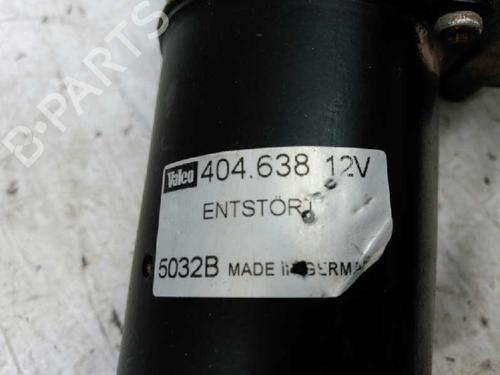 B-PARTS
Valeo 404.638 12V
ENTSTÖRT
5032B MADE IN GERMA